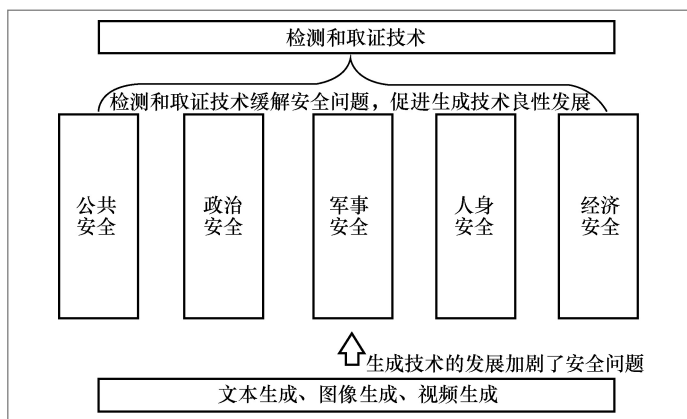 检测和取证技术
检测和取证技术缓解安全问题，促进生成技术良性发展
公共
安全
政治
安全
军事
安全
人身
安全
经济
安全
生成技术的发展加剧了安全问题
文本生成、图像生成、视频生成